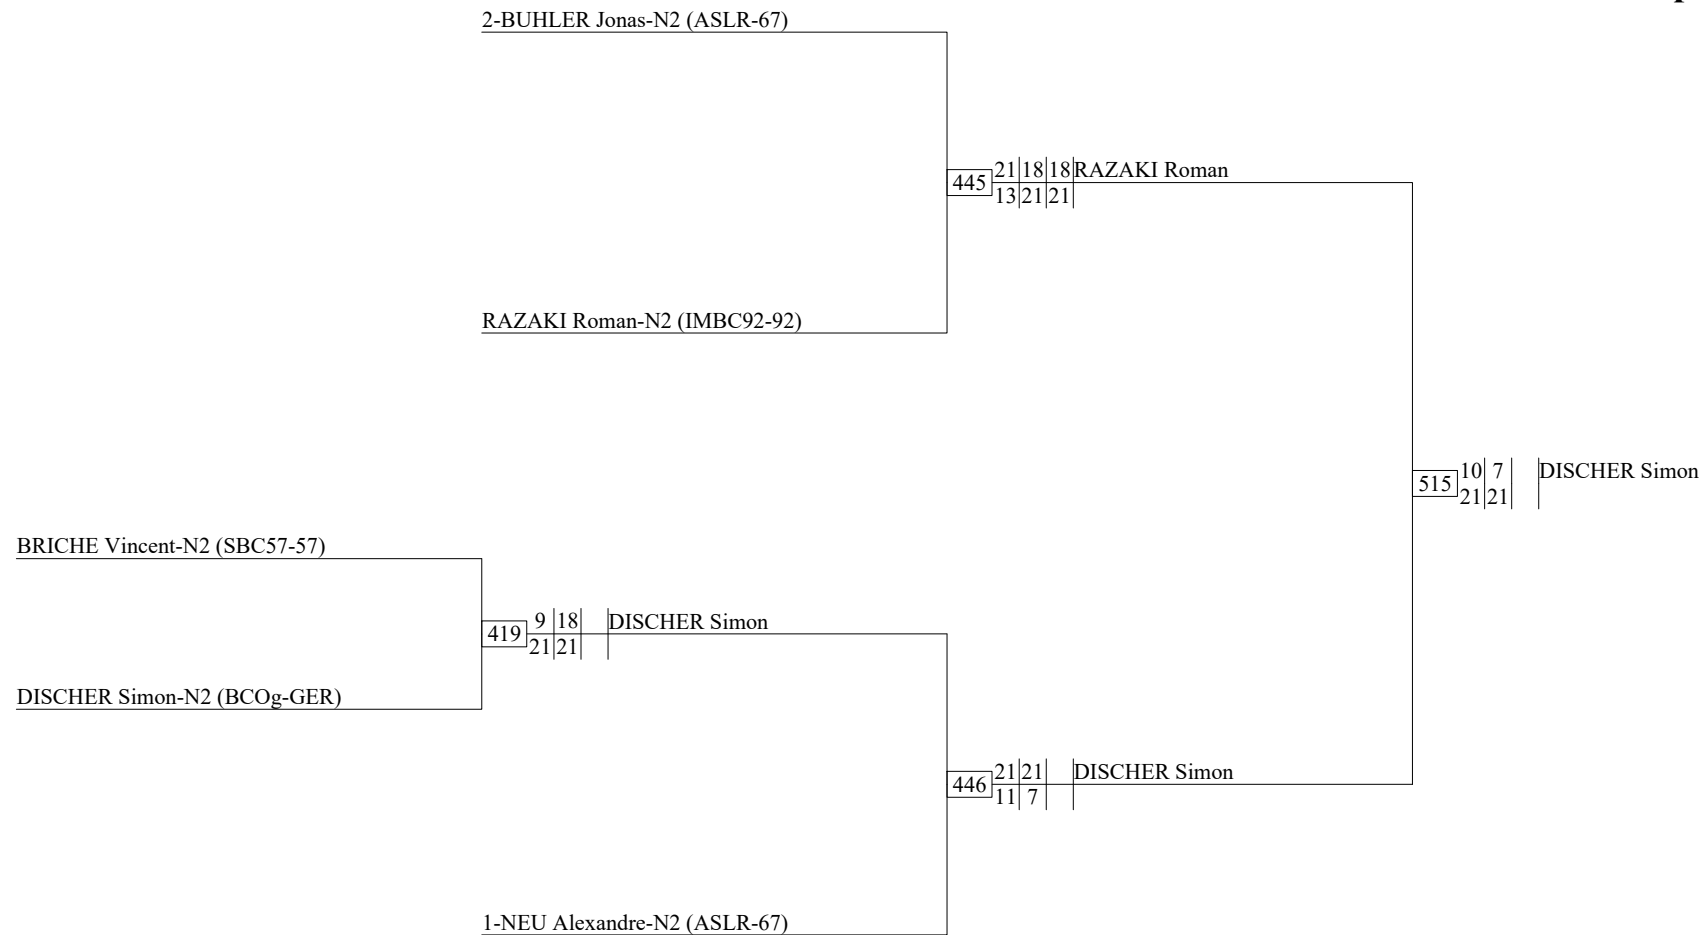 2-BUHLER Jonas-N2 (ASLR-67)
445 21 18 18 RAZAKI Roman
13 21 21
RAZAKI Roman-N2 (IMBC92-92)
515 10 7 DISCHER Simon
21 21
BRICHE Vincent-N2 (SBC57-57)
419 9 18 DISCHER Simon
21 21
DISCHER Simon-N2 (BCOg-GER)
446 21 21 DISCHER Simon
11 7
1-NEU Alexandre-N2 (ASLR-67)